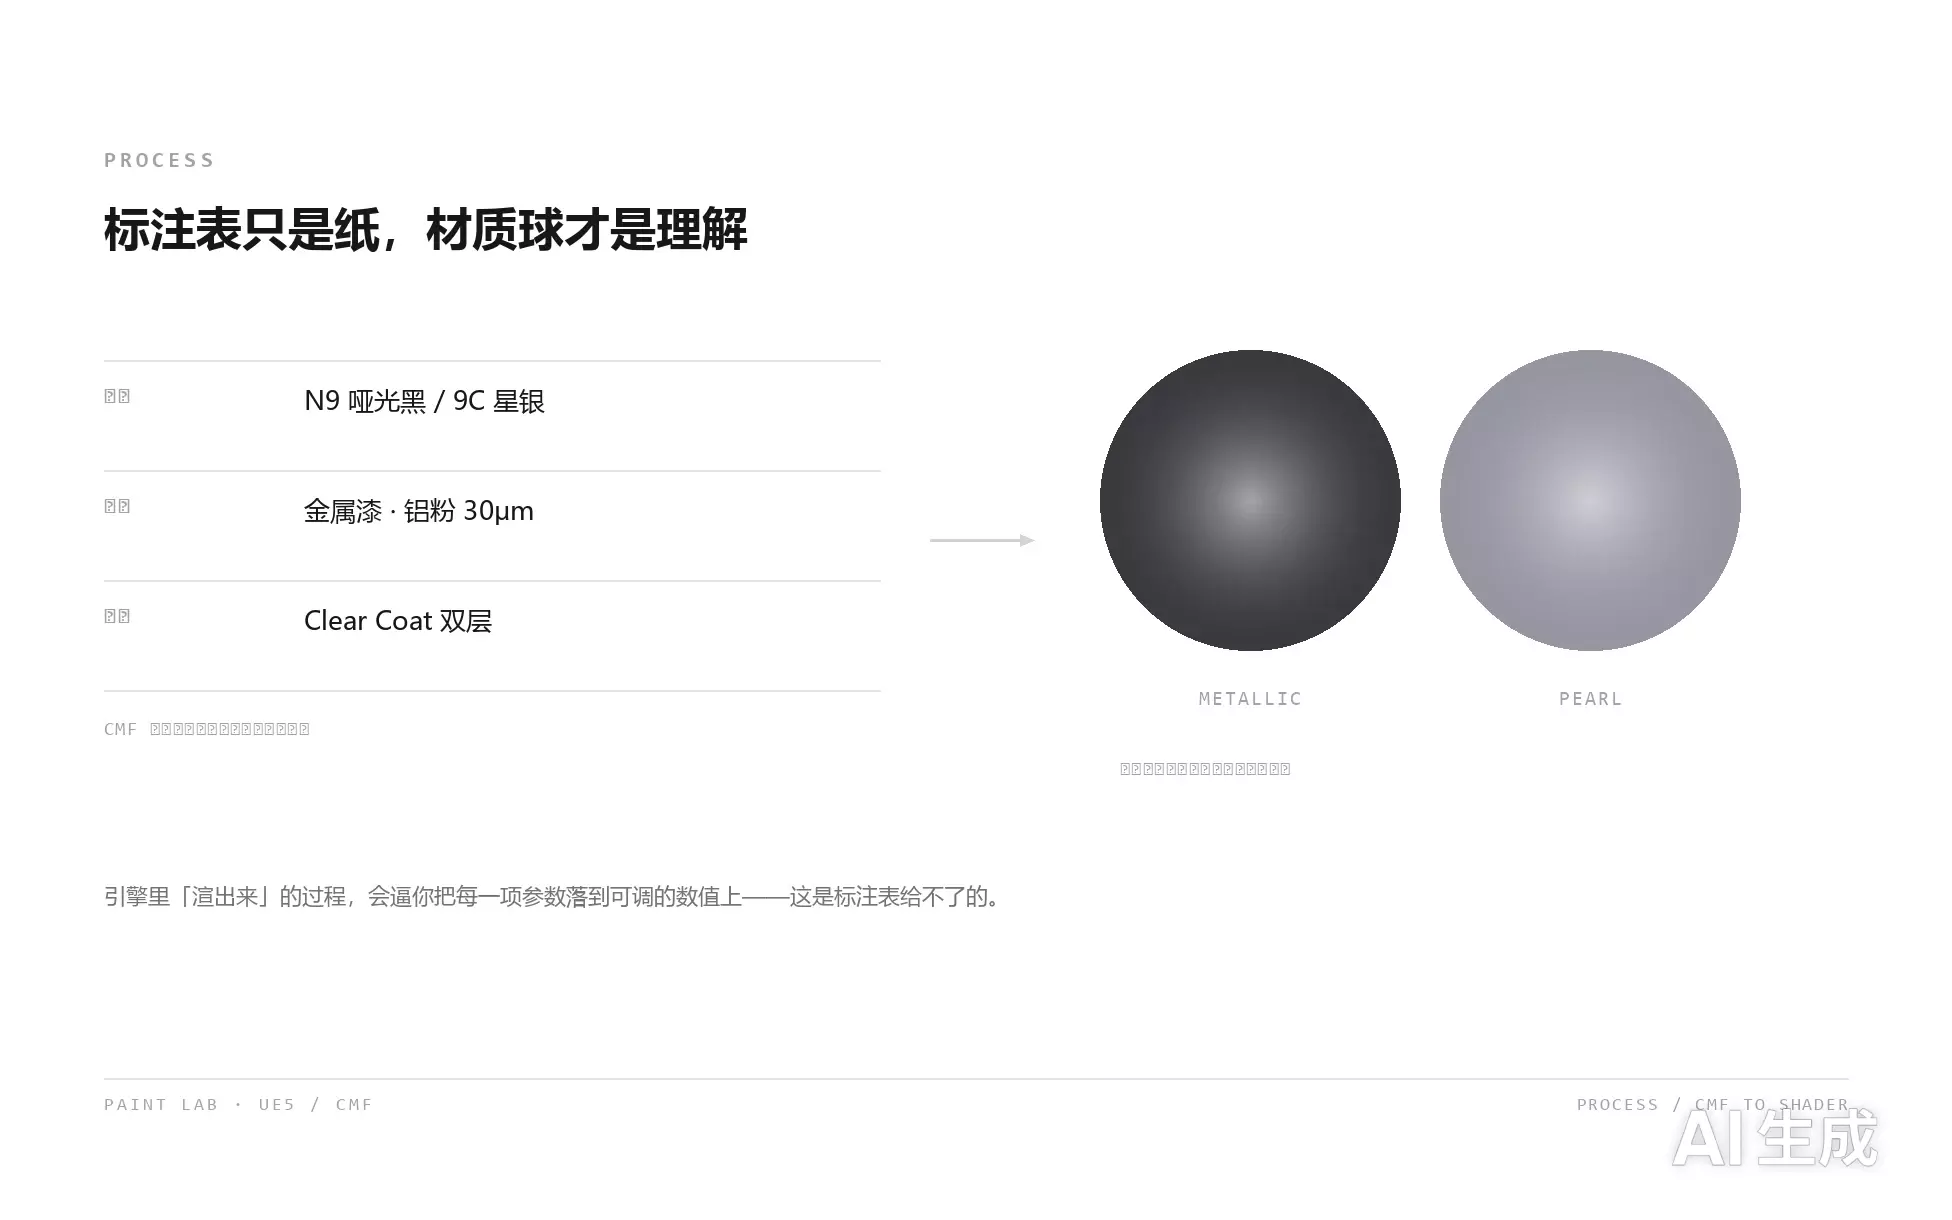 PROCESS
标注表只是纸，材质球才是理解
N9 哑光黑 / 9C 星银
金属漆 · 铝粉 30μm
Clear Coat 双层
CMF
METALLIC
PEARL
引擎里「渲出来」的过程，会逼你把每一项参数落到可调的数值上——这是标注表给不了的。
PAINT LAB · UE5 / CMF
PROCESS / CMF TO SHADER
AI 生成